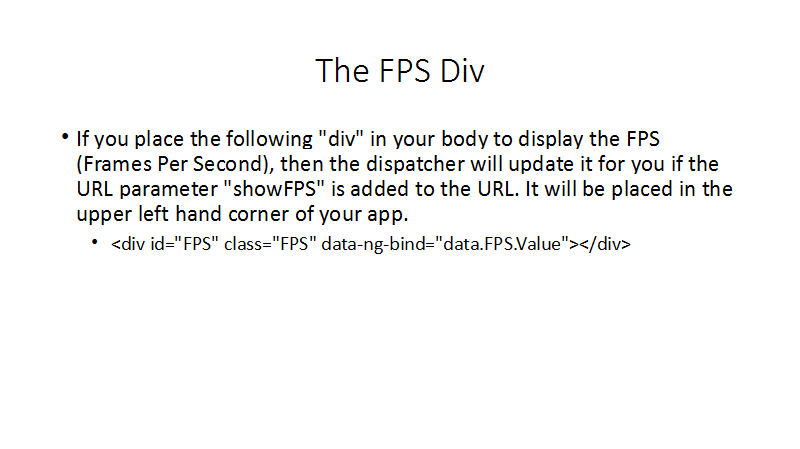 The FPS Div
• If you place the following "div" in your body to display the FPS
(Frames Per Second), then the dispatcher will update it for you if the
URL parameter "showFPS" is added to the URL. It will be placed in the
upper left hand corner of your app.
• <div id="FPS" class="FPS" data-ng-bind="data.FPS.Value"></div>